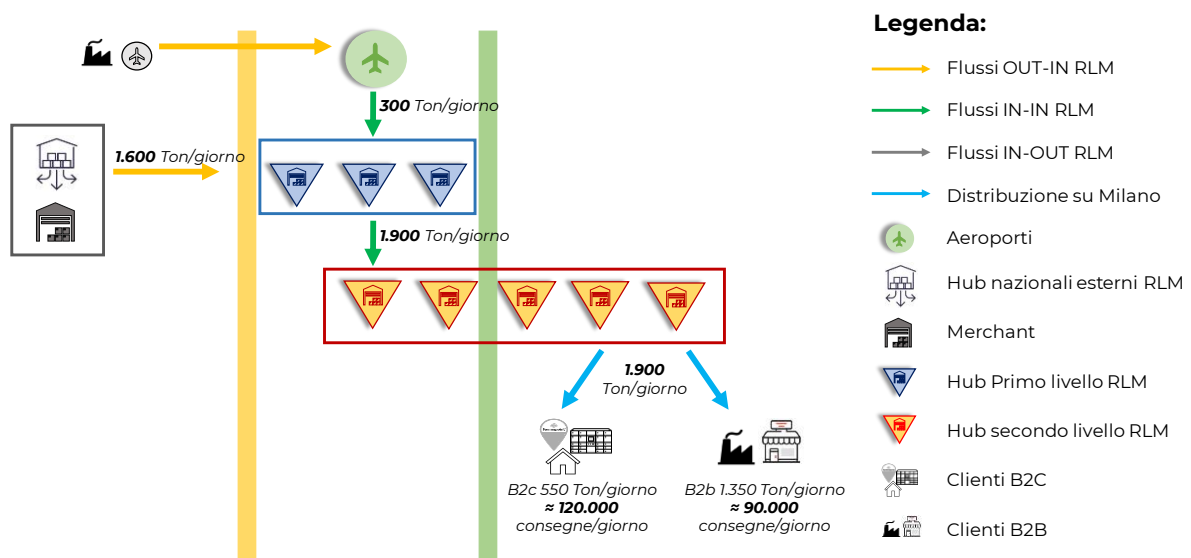 300 Ton/giorno
1.600 Ton/giorno
1.900 Ton/giorno
1.900
Ton/giorno
B2c 550 Ton/giorno
≈ 120.000
consegne/giorno
B2b 1.350 Ton/giorno
≈ 90.000
consegne/giorno
Legenda:
Flussi OUT-IN RLM
Flussi IN-IN RLM
Flussi IN-OUT RLM
Distribuzione su Milano
Aeroporti
Hub nazionali esterni RLM
Merchant
Hub Primo livello RLM
Hub secondo livello RLM
Clienti B2C
Clienti B2B